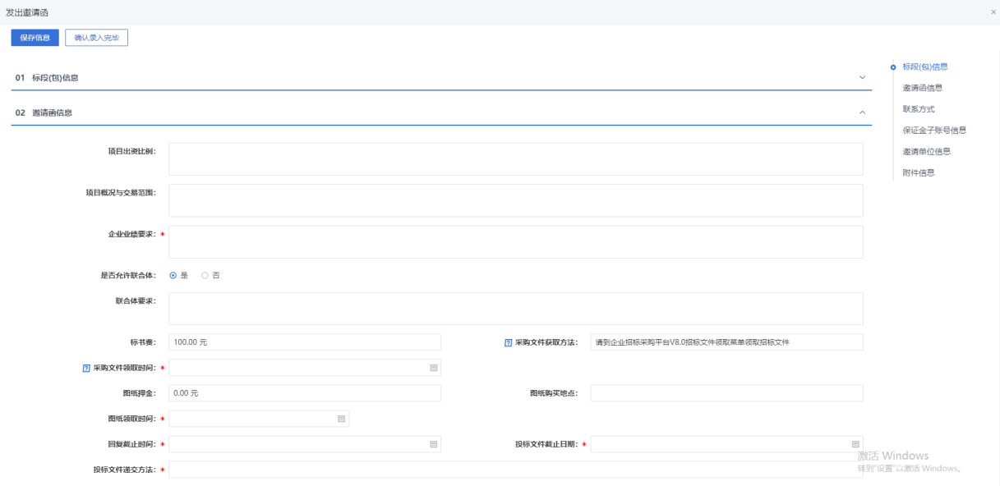 发出邀请函
×
保存信息 确认录入完毕
01 标段(包)信息
02 邀请函信息
项目出资比例：
项目概况与交易范围：
企业业绩要求： *
是否允许联合体： 是 否
联合体要求：
标书费： 100.00 元 ? 采购文件获取方法： 请到企业招标采购平台V8.0招标文件领取菜单领取招标文件
? 采购文件领取时间： *
图纸押金： 0.00 元 图纸购买地点：
图纸领取时间： *
回复截止时间： * 投标文件截止日期： *
投标文件递交方法： *
标段(包)信息
邀请函信息
联系方式
保证金子账号信息
邀请单位信息
附件信息
激活 Windows
转到"设置"以激活 Windows。